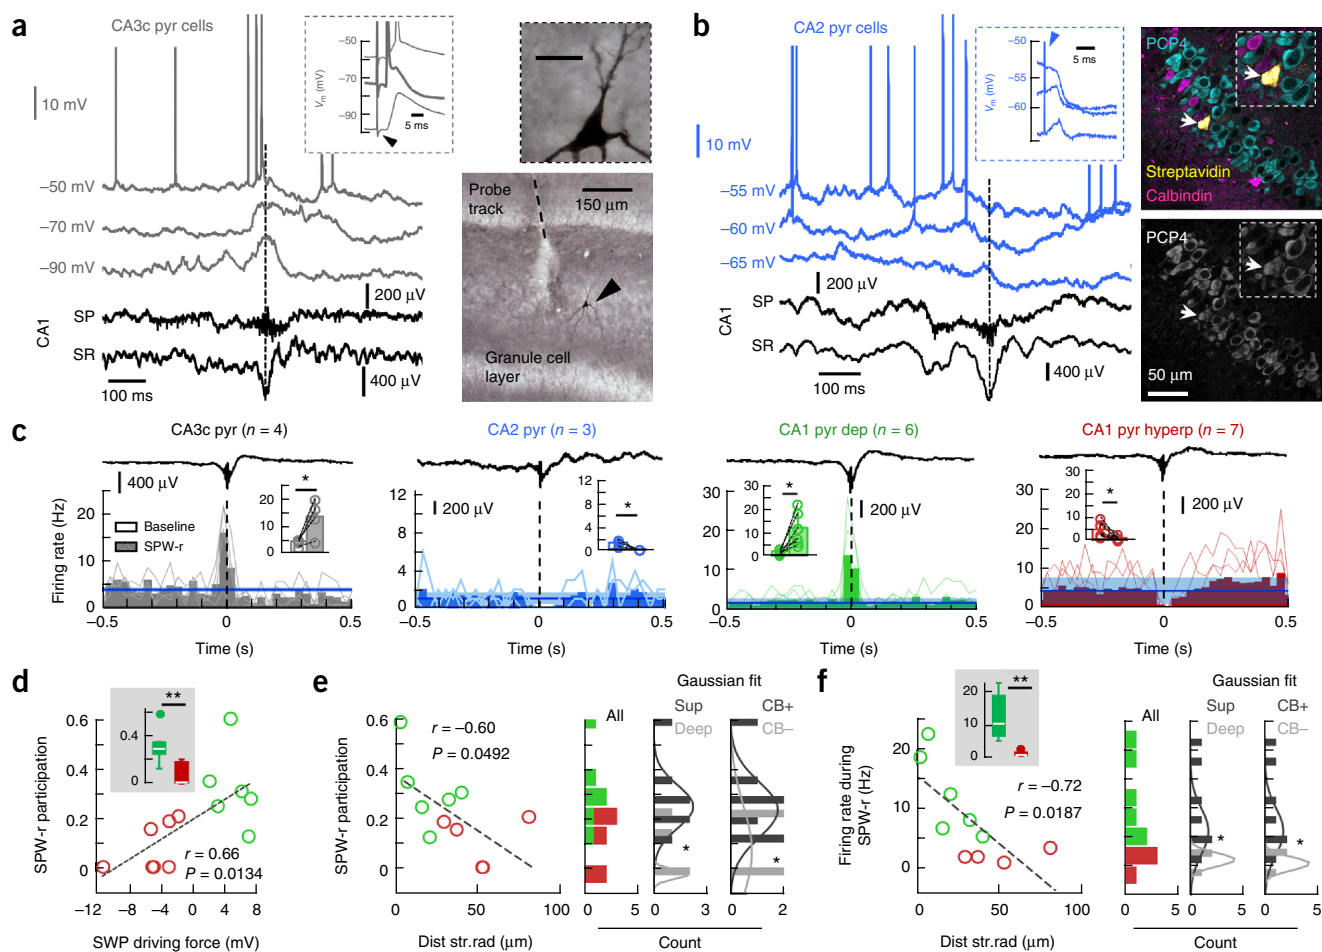 a
CA3c pyr cells
10 mV
−50
−70
−90
Vm (mV)
5 ms
−50 mV
−70 mV
−90 mV
200 µV
CA1
SP
SR
400 µV
100 ms
Probe
track
150 µm
Granule cell
layer
b
CA2 pyr cells
10 mV
−50
−55
−60
Vm (mV)
5 ms
−55 mV
−60 mV
−65 mV
200 µV
CA1
SP
SR
400 µV
100 ms
PCP4
Streptavidin
Calbindin
PCP4
50 µm
c
CA3c pyr (n = 4)
CA2 pyr (n = 3)
CA1 pyr dep (n = 6)
CA1 pyr hyperp (n = 7)
400 µV
200 µV
200 µV
200 µV
Firing rate (Hz)
Baseline
SPW-r
20
15
10
5
0
20
10
0
*
12
10
8
6
4
2
0
12
8
4
0
*
30
20
10
0
30
20
10
0
*
30
20
10
0
30
20
10
0
*
−0.5 0 0.5
−0.5 0 0.5
−0.5 0 0.5
−0.5 0 0.5
Time (s)
Time (s)
Time (s)
Time (s)
d
SPW-r participation
0.6
0.4
0.2
0
0.4
0
**
r = 0.66
P = 0.0134
−12 −8 −4 0 4 8
SWP driving force (mV)
e
SPW-r participation
0.6
0.4
0.2
0
r = −0.60
P = 0.0492
0 50 100
Dist str.rad (µm)
Gaussian fit
All
Sup
Deep
CB+
CB−
*
*
0 5
0 3
0 2
Count
f
Firing rate during
SPW-r (Hz)
20
15
10
5
0
20
10
0
**
r = −0.72
P = 0.0187
0 50 100
Dist str.rad (µm)
Gaussian fit
All
Sup
Deep
CB+
CB−
*
*
0 5
0 5
0 5
Count